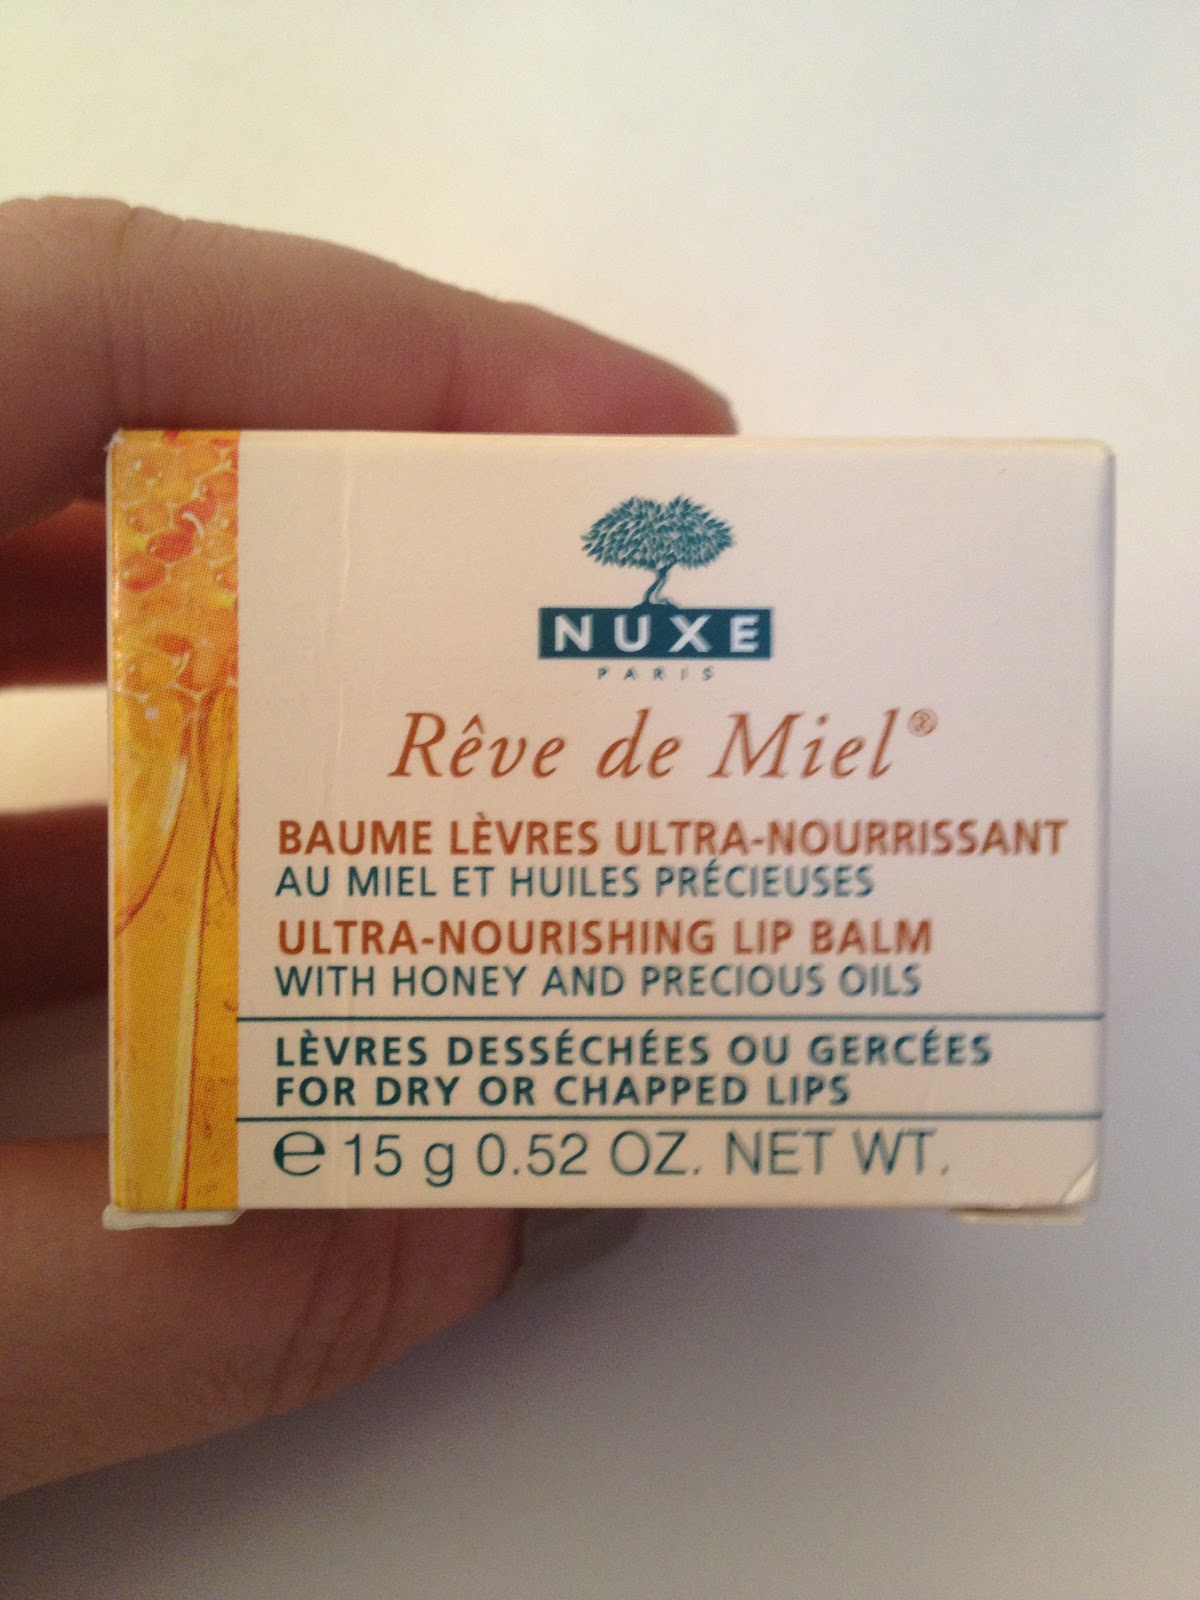 NUXE
PARIS
Rêve de Miel®
BAUME LÈVRES ULTRA-NOURRISSANT
AU MIEL ET HUILES PRÉCIEUSES
ULTRA-NOURISHING LIP BALM
WITH HONEY AND PRECIOUS OILS
LÈVRES DESSÉCHÉES OU GERCÉES
FOR DRY OR CHAPPED LIPS
℮ 15 g 0.52 OZ. NET WT.